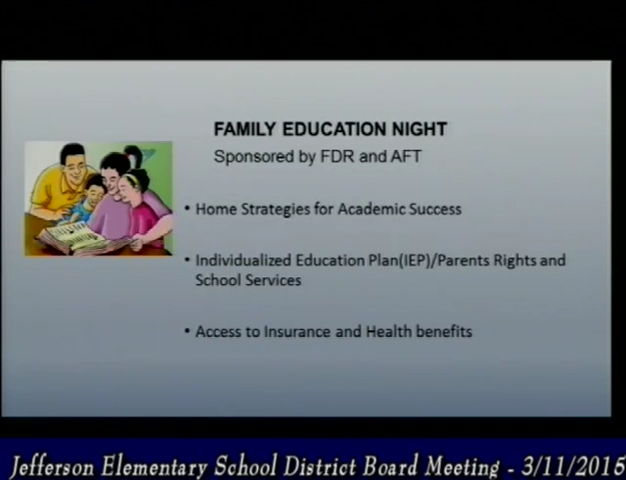 FAMILY EDUCATION NIGHT
Sponsored by FDR and AFT
• Home Strategies for Academic Success
• Individualized Education Plan(IEP)/Parents Rights and
School Services
• Access to Insurance and Health benefits
Jefferson Elementary School District Board Meeting - 3/11/2015